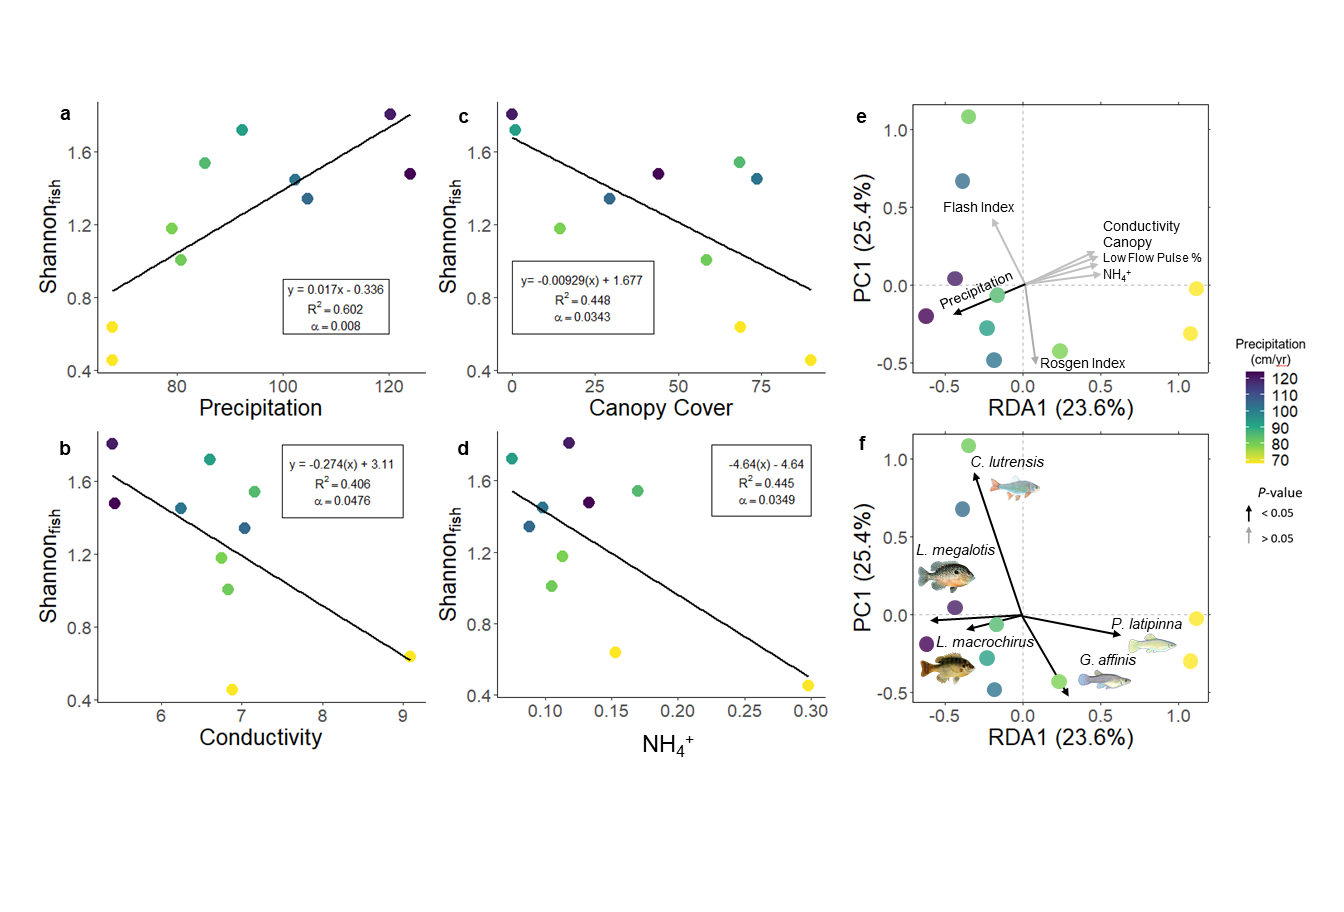 a
Shannonfish
1.6
1.2
0.8
0.4
y = 0.017x - 0.336
R2 = 0.602
α = 0.008
80
100
120
Precipitation
c
Shannonfish
1.6
1.2
0.8
0.4
y= -0.00929(x) + 1.677
R2 = 0.448
α = 0.0343
0
25
50
75
Canopy Cover
b
Shannonfish
1.6
1.2
0.8
0.4
y = -0.274(x) + 3.11
R2 = 0.406
α = 0.0476
6
7
8
9
Conductivity
d
Shannonfish
1.6
1.2
0.8
0.4
-4.64(x) - 4.64
R2 = 0.445
α = 0.0349
0.10
0.15
0.20
0.25
0.30
NH4+
e
PC1 (25.4%)
1.0
0.5
0.0
-0.5
Flash Index
Conductivity
Canopy
Low Flow Pulse %
NH4+
Precipitation
Rosgen Index
-0.5
0.0
0.5
1.0
RDA1 (23.6%)
f
PC1 (25.4%)
1.0
0.5
0.0
-0.5
C. lutrensis
L. megalotis
P. latipinna
L. macrochirus
G. affinis
-0.5
0.0
0.5
1.0
RDA1 (23.6%)
Precipitation
(cm/yr)
120
110
100
90
80
70
P-value
< 0.05
> 0.05